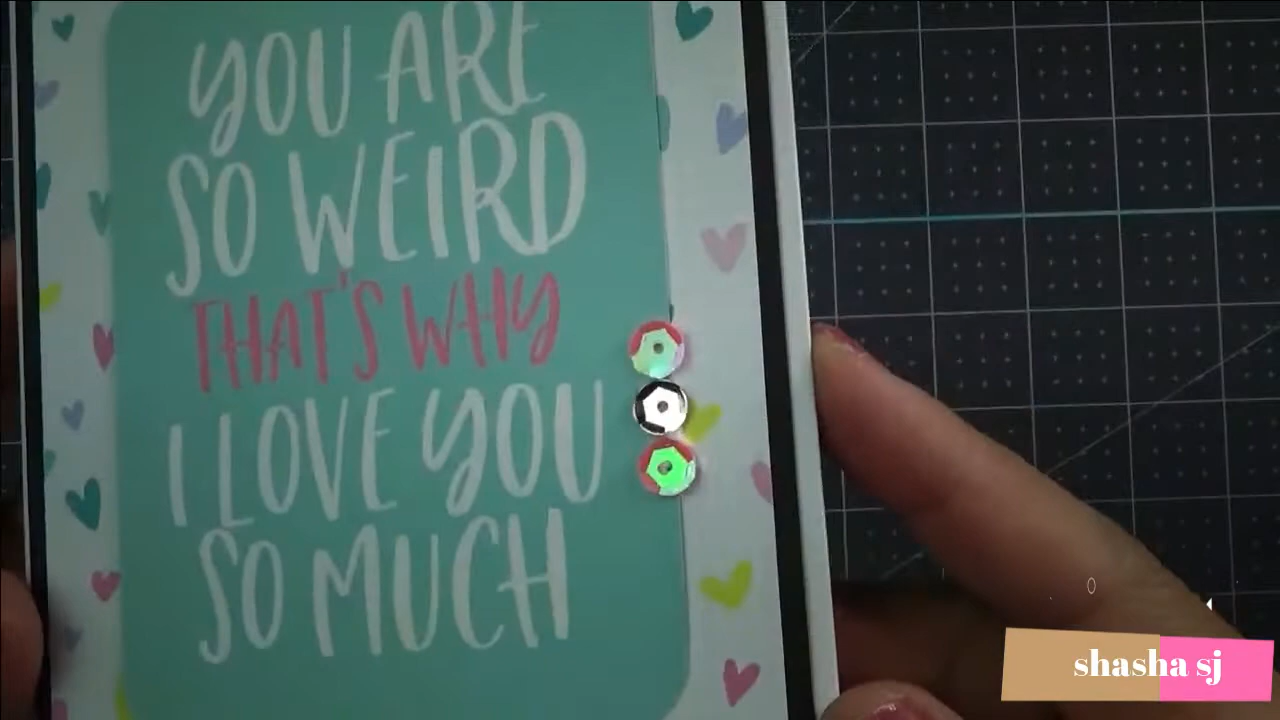 YOU ARE
SO WEIRD
THAT'S WHY
I LOVE YOU
SO MUCH
shasha sj